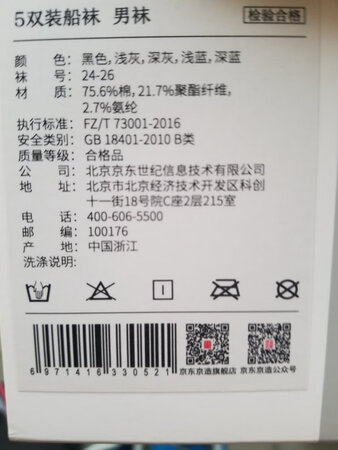 5双装船袜 男袜 检验合格
颜 色：黑色，浅灰，深灰，浅蓝，深蓝
袜 号：24-26
材 质：75.6%棉，21.7%聚酯纤维，
2.7%氨纶
执行标准：FZ/T 73001-2016
安全类别：GB 18401-2010 B类
质量等级：合格品
公 司：北京京东世纪信息技术有限公司
地 址：北京市北京经济技术开发区科创
十一街18号院C座2层215室
电 话：400-606-5500
邮 编：100176
产 地：中国浙江
洗涤说明：
6971416330521
京东京造旗舰店 京东京造公众号